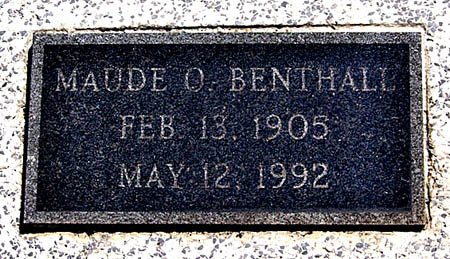 MAUDE O. BENTHALL
FEB. 13, 1905
MAY 12, 1992